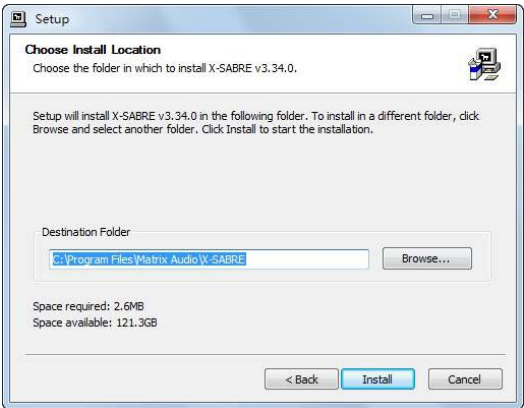 Setup
Choose Install Location
Choose the folder in which to install X-SABRE v3.34.0.
Setup will install X-SABRE v3.34.0 in the following folder. To install in a different folder, click
Browse and select another folder. Click Install to start the installation.
Destination Folder
C:\Program Files\Matrix Audio\X-SABRE
Browse...
Space required: 2.6MB
Space available: 121.3GB
< Back
Install
Cancel